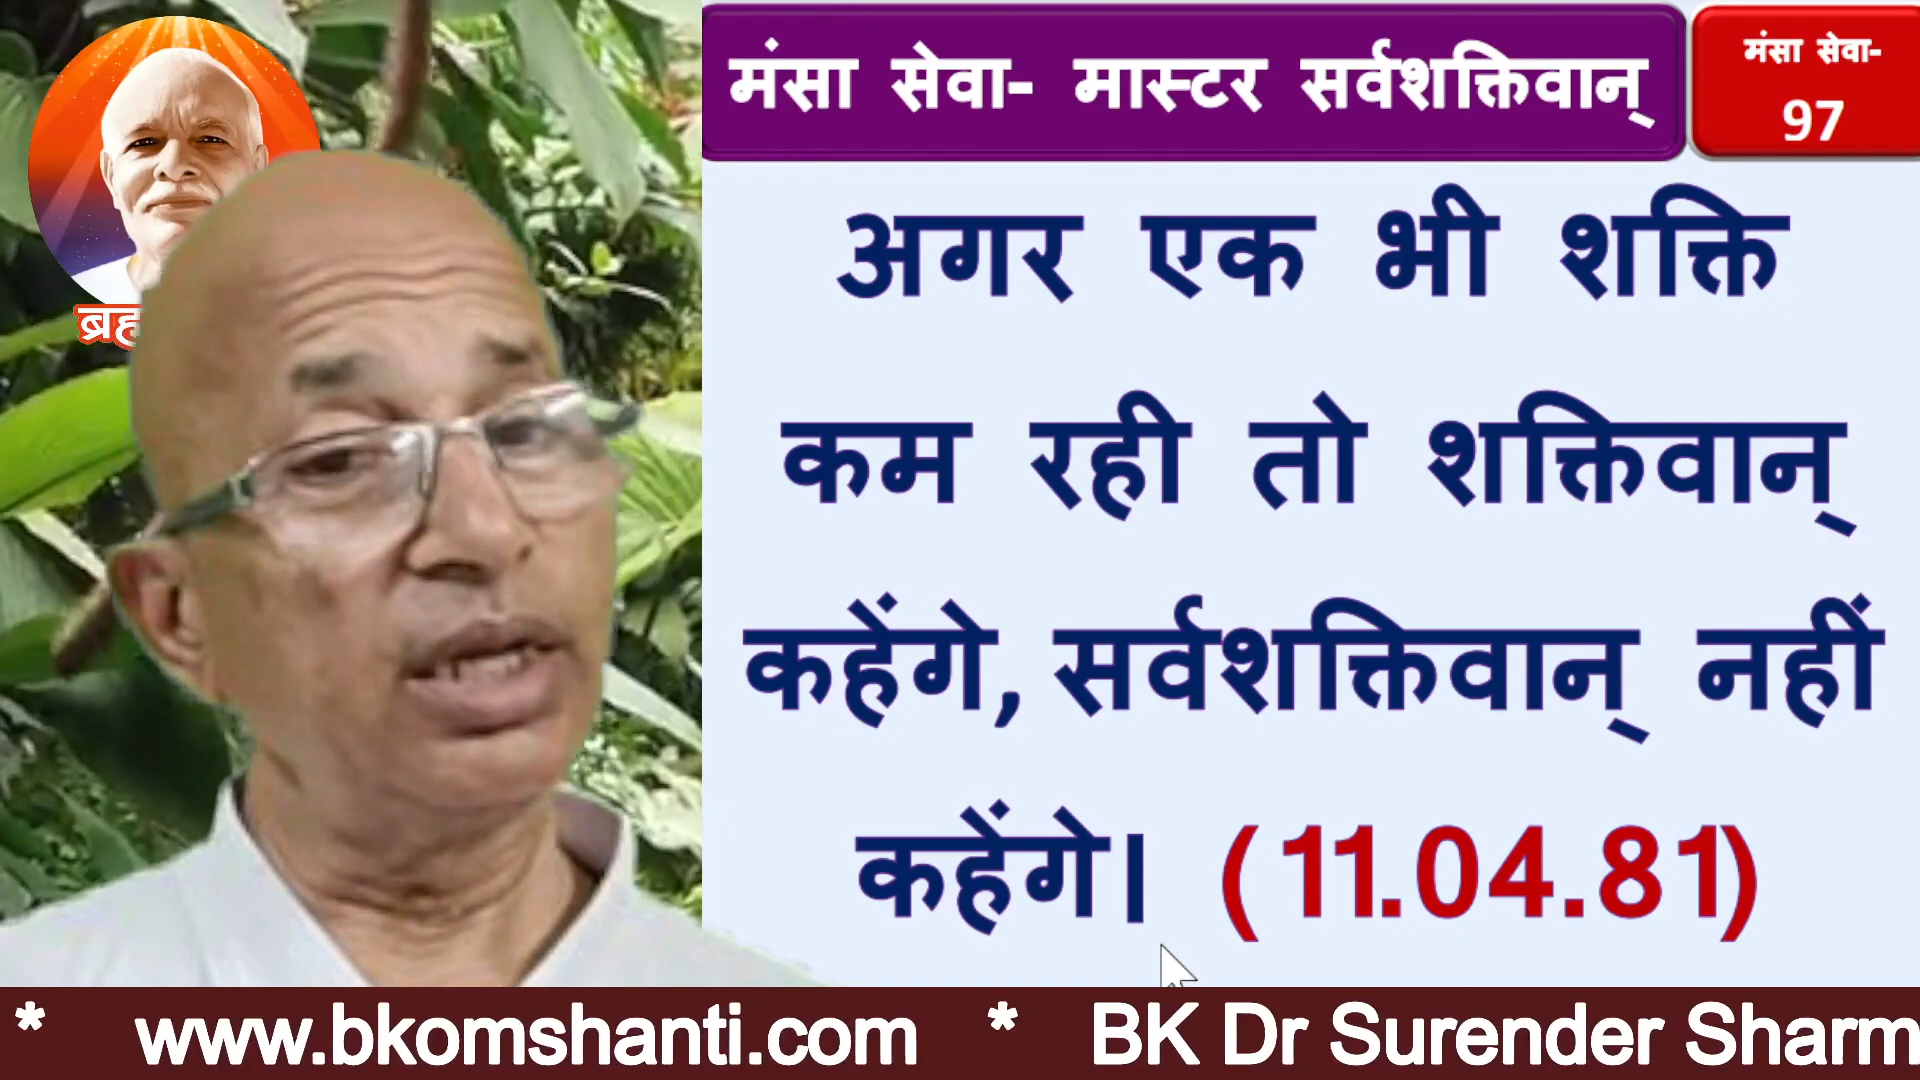 मंसा सेवा- मास्टर सर्वशक्तिवान्
मंसा सेवा-
97
अगर एक भी शक्ति
कम रही तो शक्तिवान्
कहेंगे, सर्वशक्तिवान् नहीं
कहेंगे। (11.04.81)
* www.bkomshanti.com * BK Dr Surender Sharm